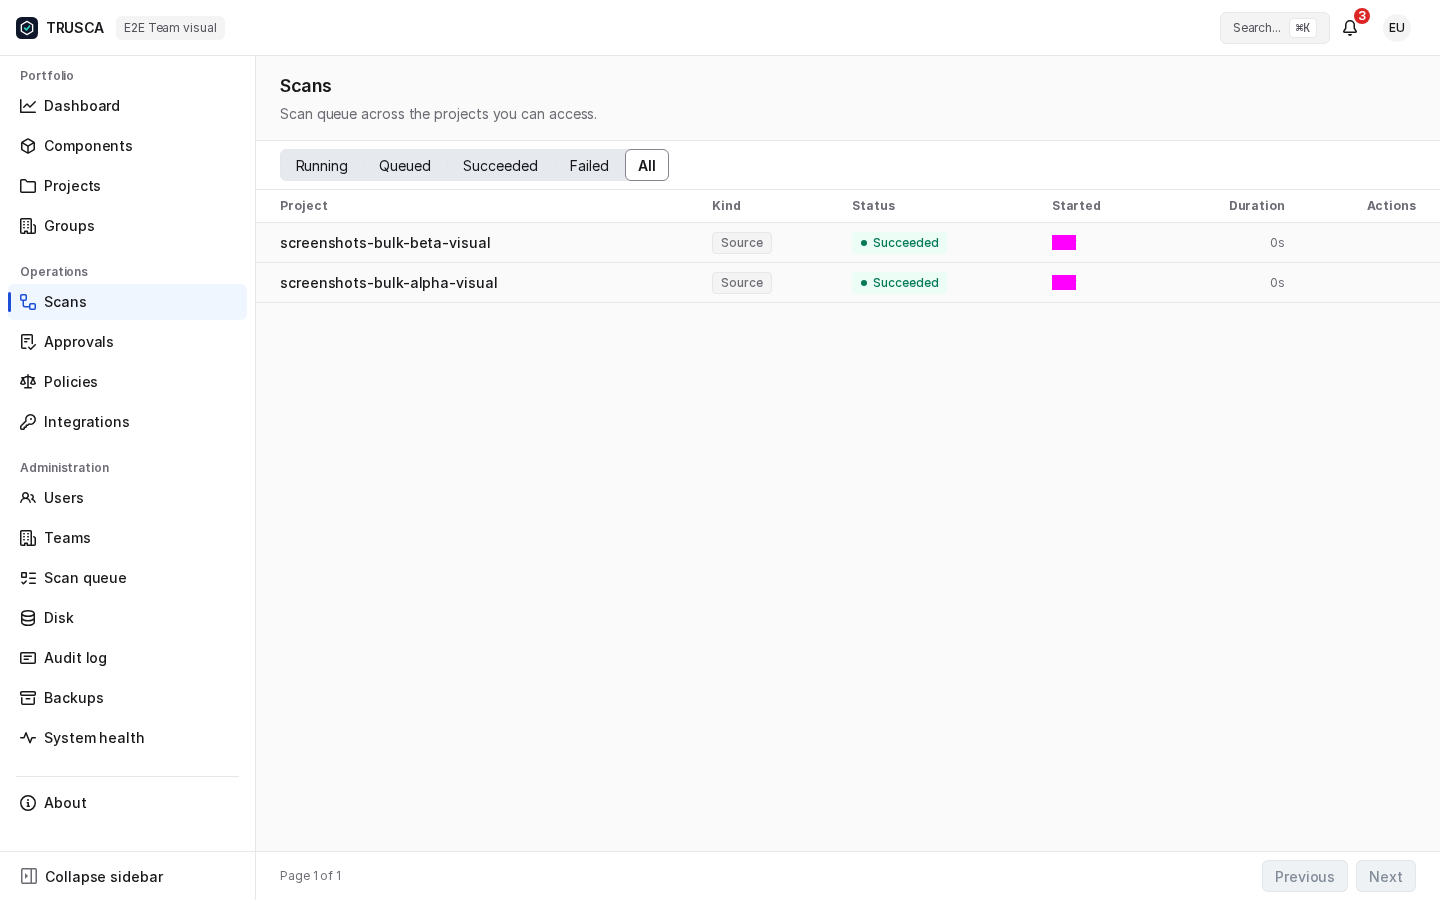 TRUSCA
E2E Team visual
Search...
⌘K
3
EU
Portfolio
Dashboard
Components
Projects
Groups
Operations
Scans
Approvals
Policies
Integrations
Administration
Users
Teams
Scan queue
Disk
Audit log
Backups
System health
About
Collapse sidebar
Scans
Scan queue across the projects you can access.
Running Queued Succeeded Failed All
Project Kind Status Started Duration Actions
screenshots-bulk-beta-visual Source Succeeded 0s
screenshots-bulk-alpha-visual Source Succeeded 0s
Page 1 of 1
Previous Next